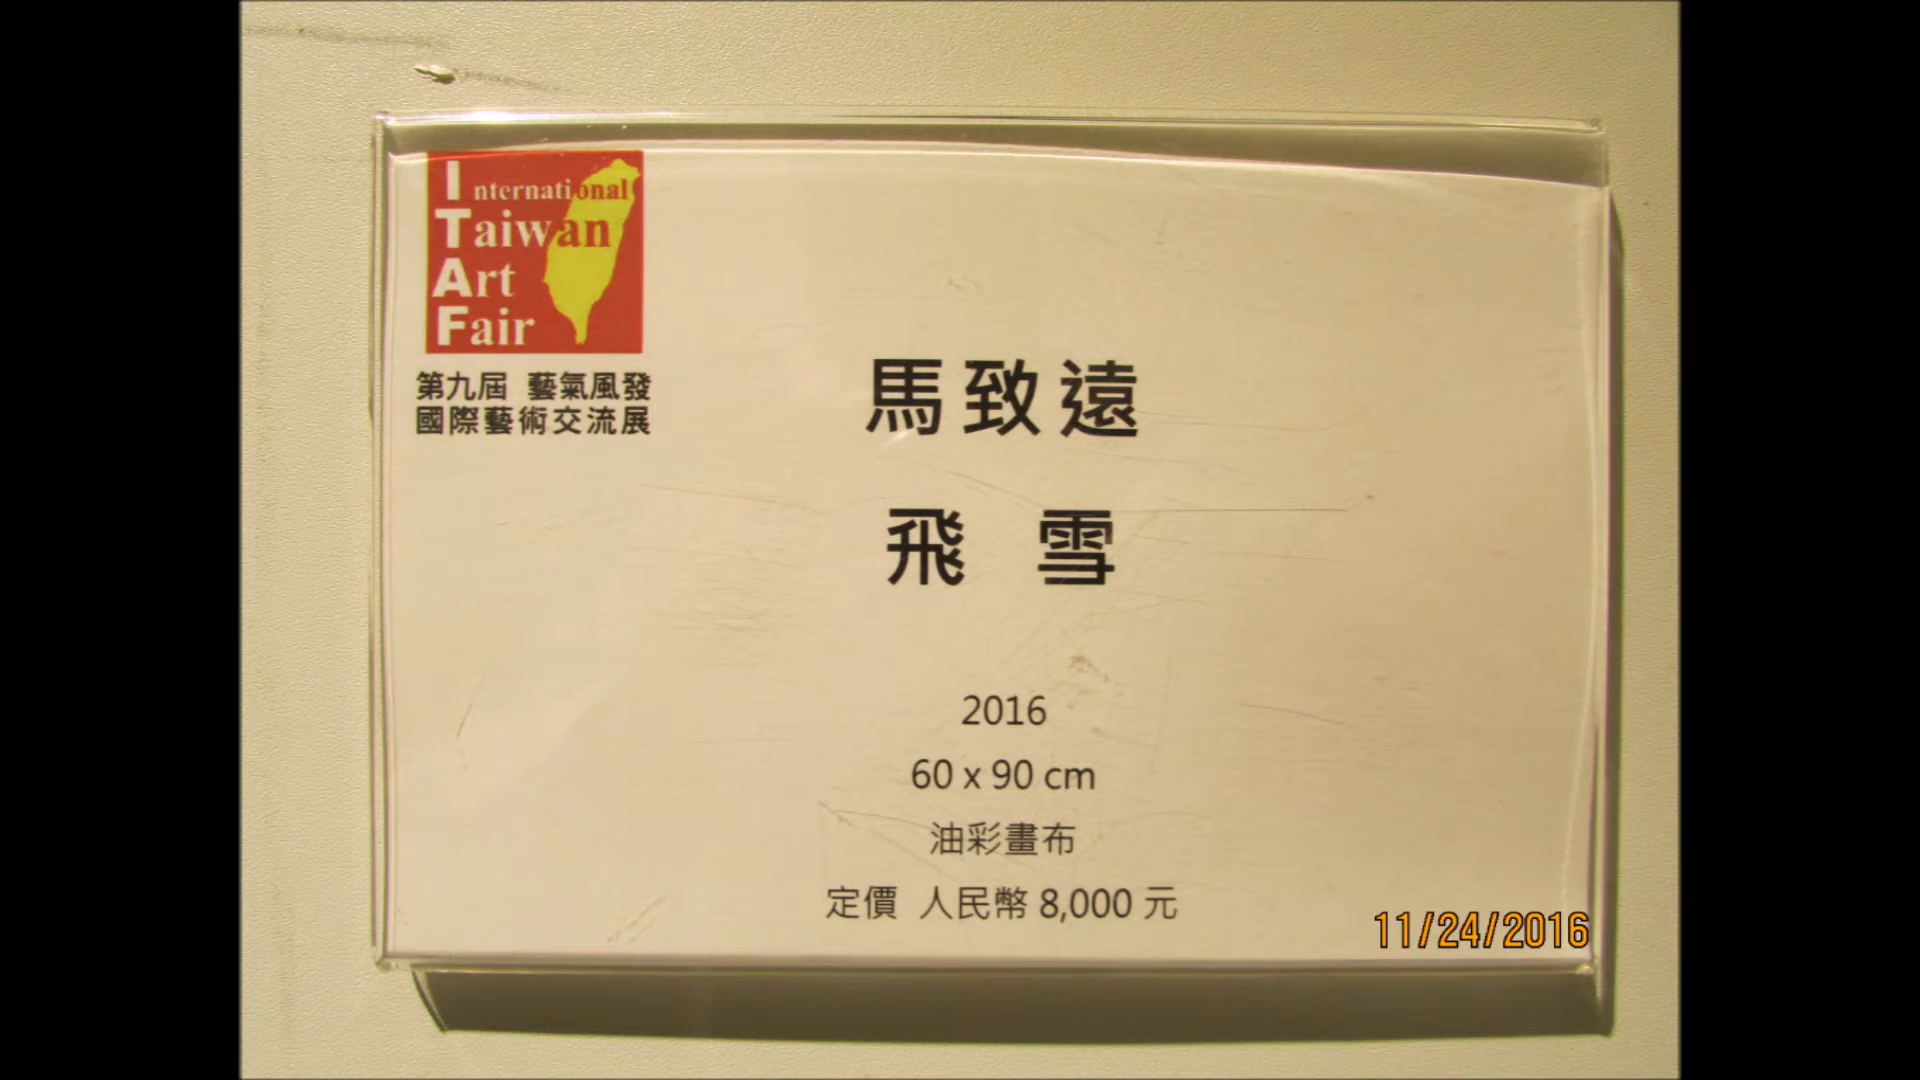 International
Taiwan
Art
Fair
第九屆 藝氣風發
國際藝術交流展
馬致遠
飛 雪
2016
60 x 90 cm
油彩畫布
定價 人民幣 8,000 元
11/24/2016